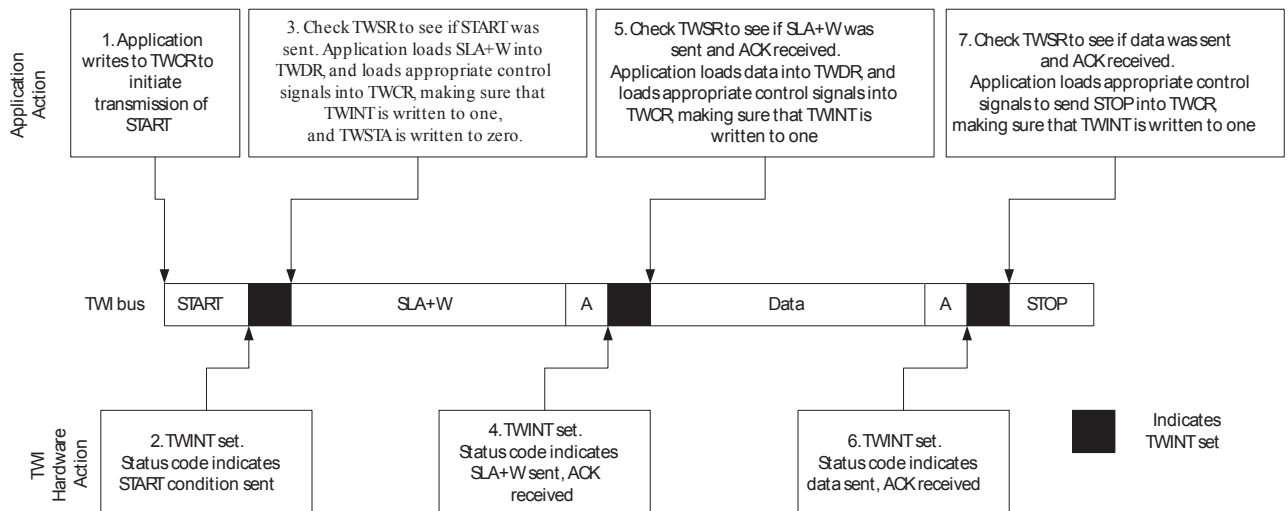 Application
Action
1. Application
writes to TWCR to
initiate
transmission of
START
3. Check TWSR to see if START was
sent. Application loads SLA+W into
TWDR, and loads appropriate control
signals into TWCR, making sure that
TWINT is written to one,
and TWSTA is written to zero.
5. Check TWSR to see if SLA+W was
sent and ACK received.
Application loads data into TWDR, and
loads appropriate control signals into
TWCR, making sure that TWINT is
written to one
7. Check TWSR to see if data was sent
and ACK received.
Application loads appropriate control
signals to send STOP into TWCR,
making sure that TWINT is written to one
TWI bus
START
SLA+W
A
Data
A
STOP
TWI
Hardware
Action
2. TWINT set.
Status code indicates
START condition sent
4. TWINT set.
Status code indicates
SLA+W sent, ACK
received
6. TWINT set.
Status code indicates
data sent, ACK received
Indicates
TWINT set